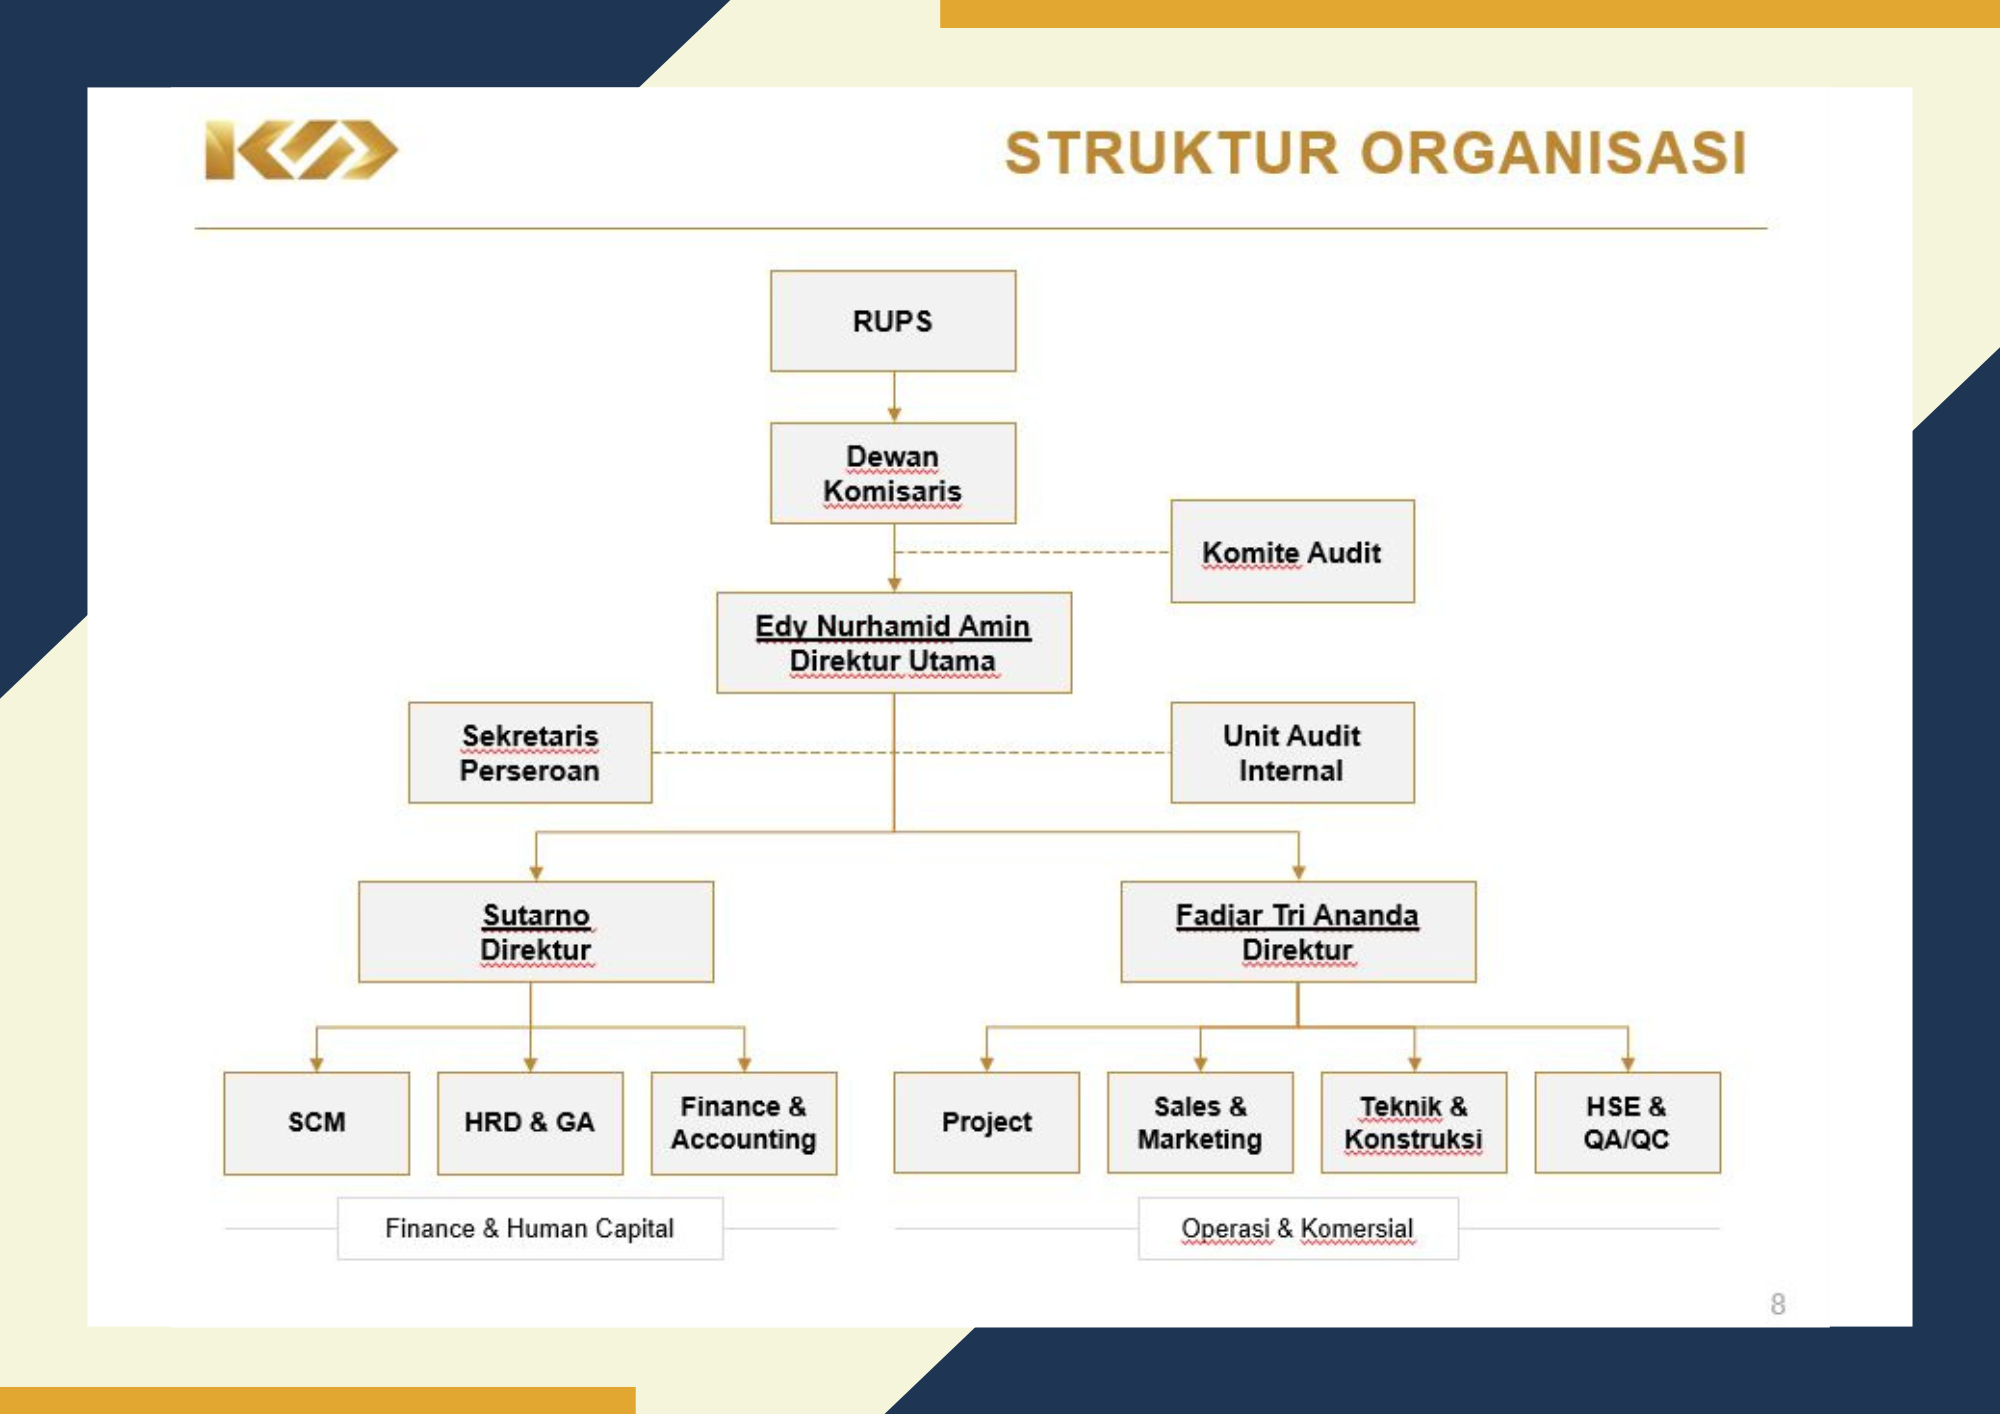 STRUKTUR ORGANISASI
RUPS
Dewan
Komisaris
Komite Audit
Edy Nurhamid Amin
Direktur Utama
Sekretaris
Perseroan
Unit Audit
Internal
Sutarno
Direktur
Fadjar Tri Ananda
Direktur
SCM
HRD & GA
Finance &
Accounting
Project
Sales &
Marketing
Teknik &
Konstruksi
HSE &
QA/QC
Finance & Human Capital
Operasi & Komersial
8